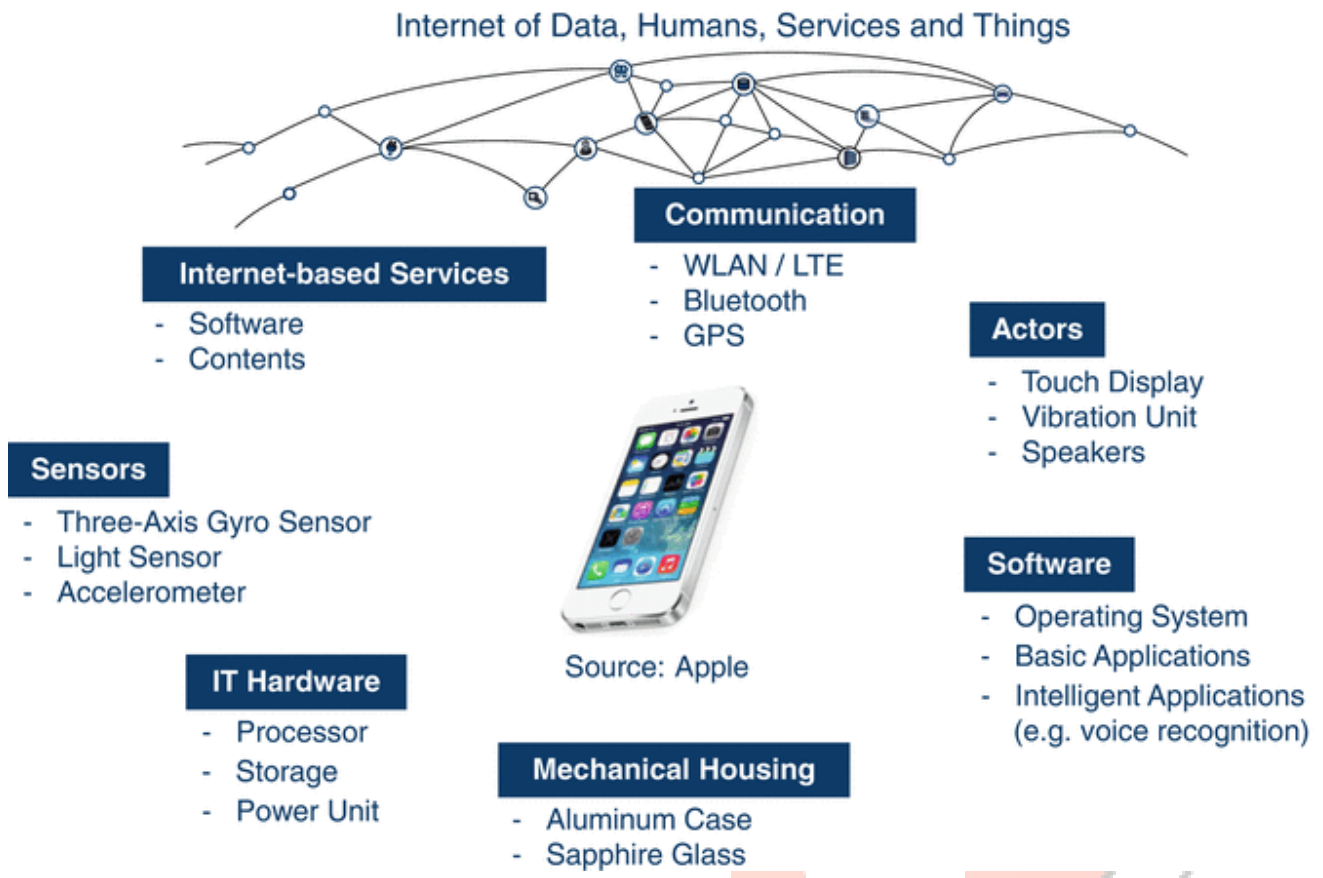 Internet of Data, Humans, Services and Things
Communication
- WLAN / LTE
- Bluetooth
- GPS
Internet-based Services
- Software
- Contents
Actors
- Touch Display
- Vibration Unit
- Speakers
Sensors
- Three-Axis Gyro Sensor
- Light Sensor
- Accelerometer
Software
- Operating System
- Basic Applications
- Intelligent Applications
(e.g. voice recognition)
Source: Apple
IT Hardware
- Processor
- Storage
- Power Unit
Mechanical Housing
- Aluminum Case
- Sapphire Glass